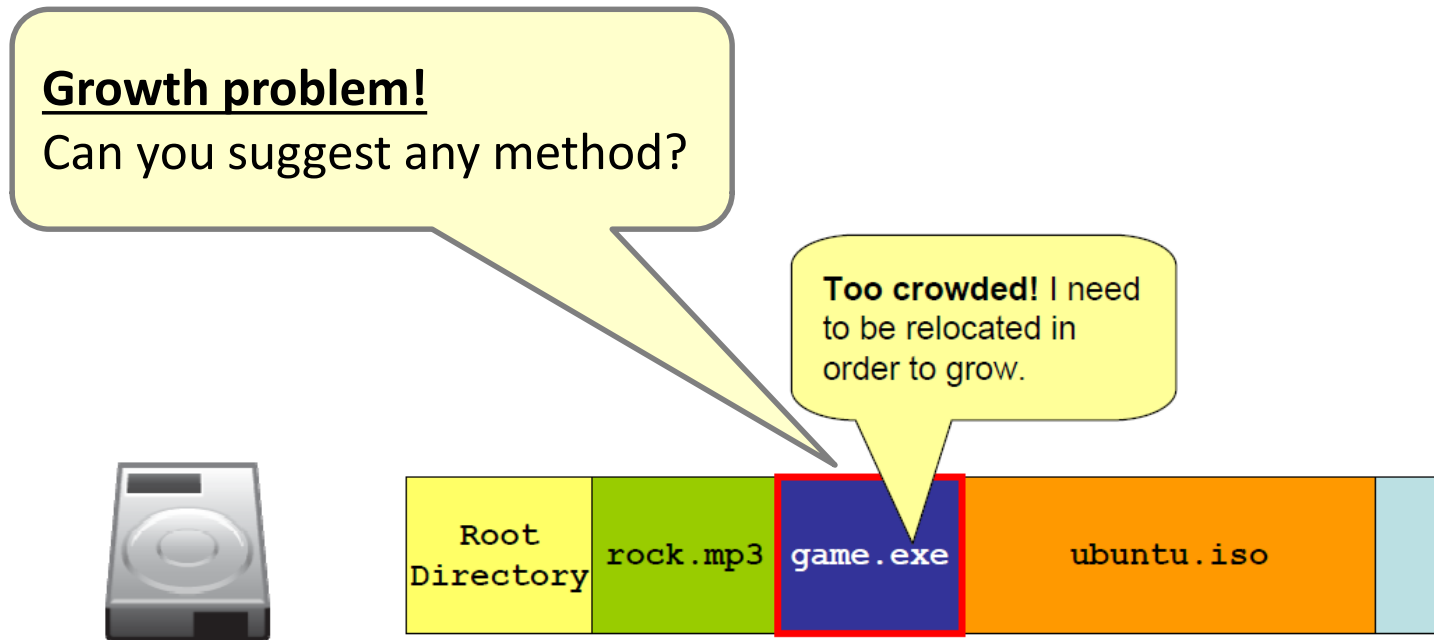 Growth problem!
Can you suggest any method?
Too crowded! I need
to be relocated in
order to grow.
Root
Directory
rock.mp3
game.exe
ubuntu.iso